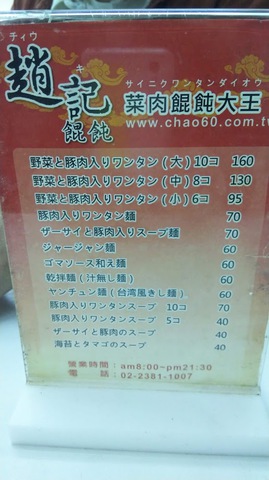 チィウ キ
趙記
餛飩
サイニクワンタンダイオウ
菜肉餛飩大王
www.chao60.com.tw
野菜と豚肉入りワンタン(大)10コ 160
野菜と豚肉入りワンタン(中)8コ 130
野菜と豚肉入りワンタン(小)6コ 95
豚肉入りワンタン麺 70
ザーサイと豚肉入りスープ麺 70
ジャージャン麺 60
ゴマソース和え麺 60
乾拌麺(汁無し麺) 60
ヤンチュン麺(台湾風きし麺) 60
豚肉入りワンタンスープ 10コ 70
豚肉入りワンタンスープ 5コ 40
ザーサイと豚肉のスープ 40
海苔とタマゴのスープ 40
營業時間:am8:00~pm21:30
電話:02-2381-1007